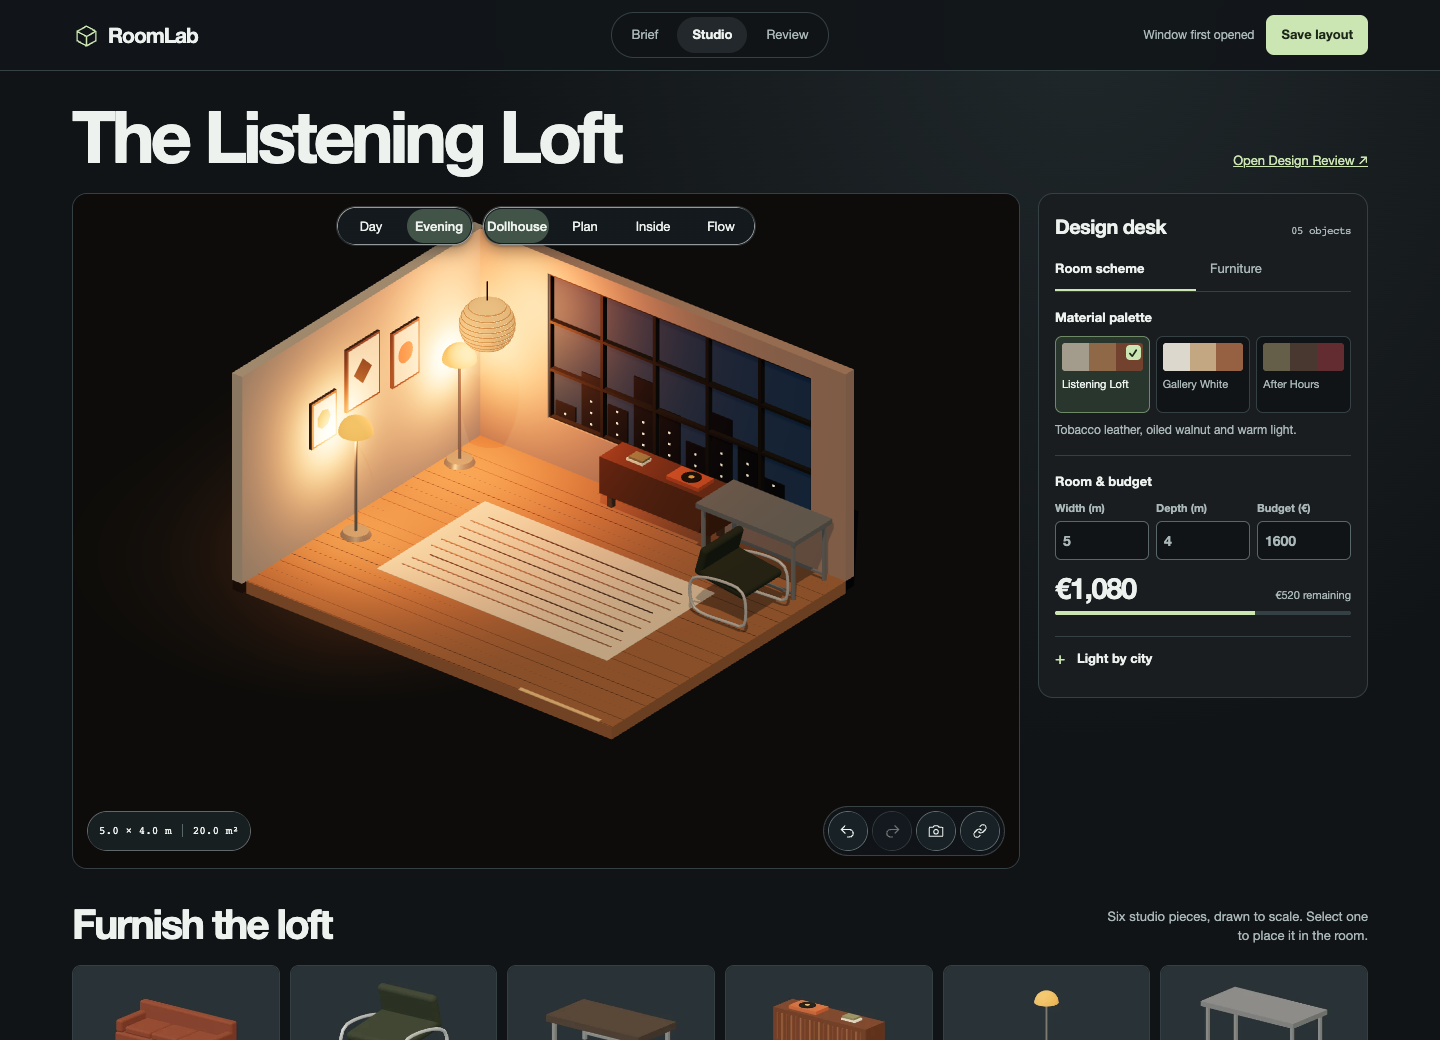 RoomLab
Brief Studio Review
Window first opened Save layout
The Listening Loft
Open Design Review ↗
Day Evening Dollhouse Plan Inside Flow
Design desk 05 objects
Room scheme Furniture
Material palette
Listening Loft Gallery White After Hours
Tobacco leather, oiled walnut and warm light.
Room & budget
Width (m) Depth (m) Budget (€)
5 4 1600
€1,080 €520 remaining
+ Light by city
5.0 × 4.0 m | 20.0 m²
Furnish the loft
Six studio pieces, drawn to scale. Select one
to place it in the room.